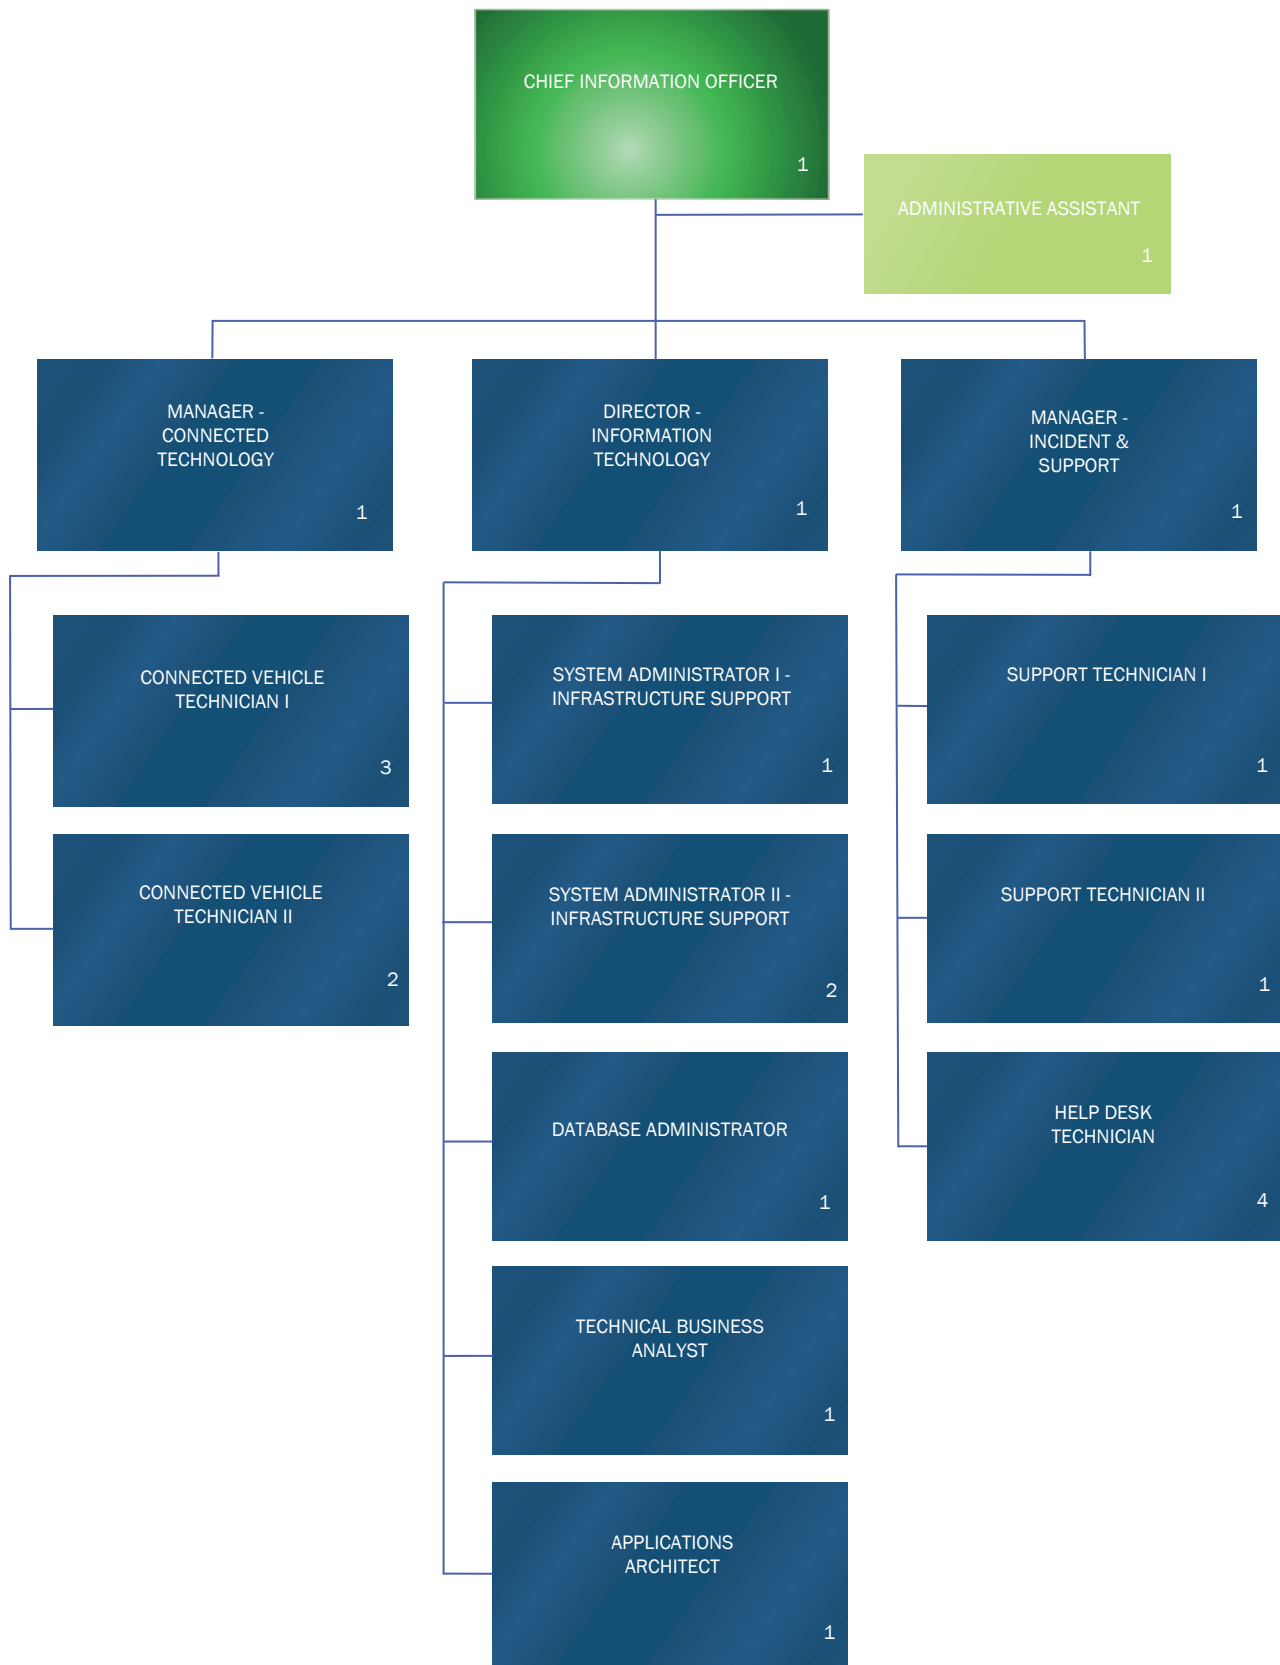 CHIEF INFORMATION OFFICER
1
ADMINISTRATIVE ASSISTANT
1
MANAGER -
CONNECTED
TECHNOLOGY
1
DIRECTOR -
INFORMATION
TECHNOLOGY
1
MANAGER -
INCIDENT &
SUPPORT
1
CONNECTED VEHICLE
TECHNICIAN I
3
CONNECTED VEHICLE
TECHNICIAN II
2
SYSTEM ADMINISTRATOR I -
INFRASTRUCTURE SUPPORT
1
SYSTEM ADMINISTRATOR II -
INFRASTRUCTURE SUPPORT
2
DATABASE ADMINISTRATOR
1
TECHNICAL BUSINESS
ANALYST
1
APPLICATIONS
ARCHITECT
1
SUPPORT TECHNICIAN I
1
SUPPORT TECHNICIAN II
1
HELP DESK
TECHNICIAN
4